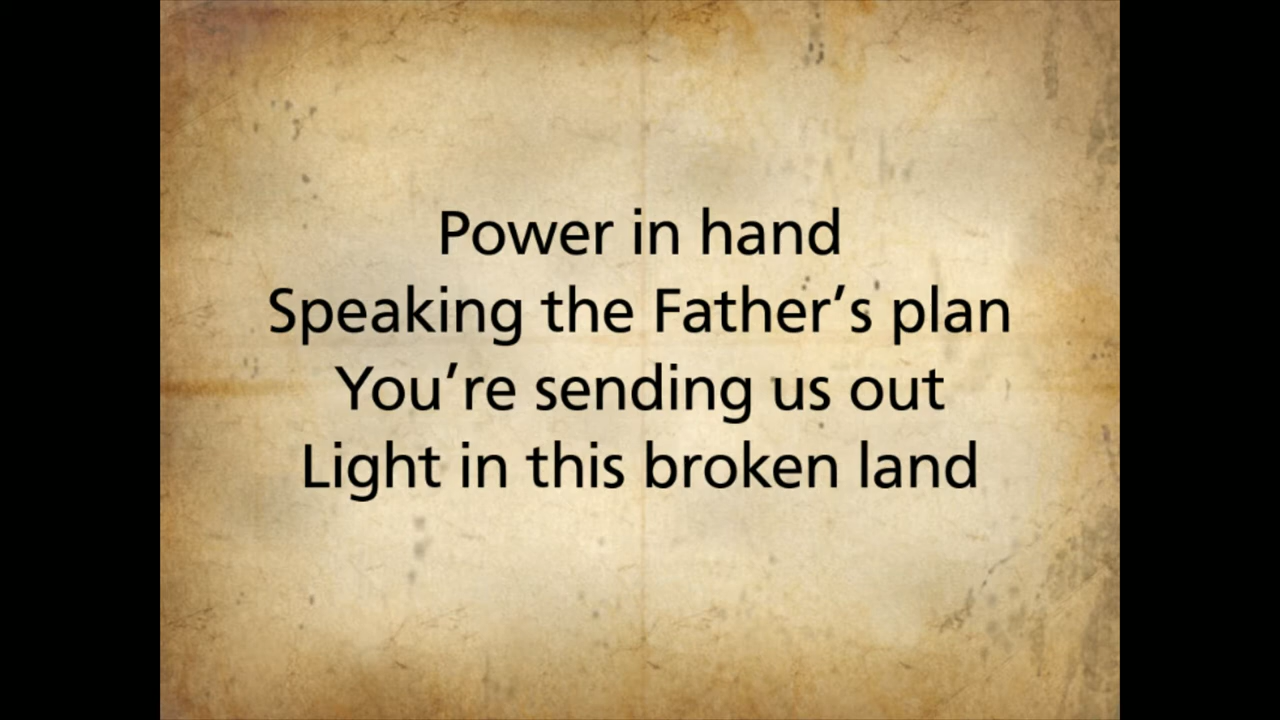 Power in hand
Speaking the Father’s plan
You’re sending us out
Light in this broken land